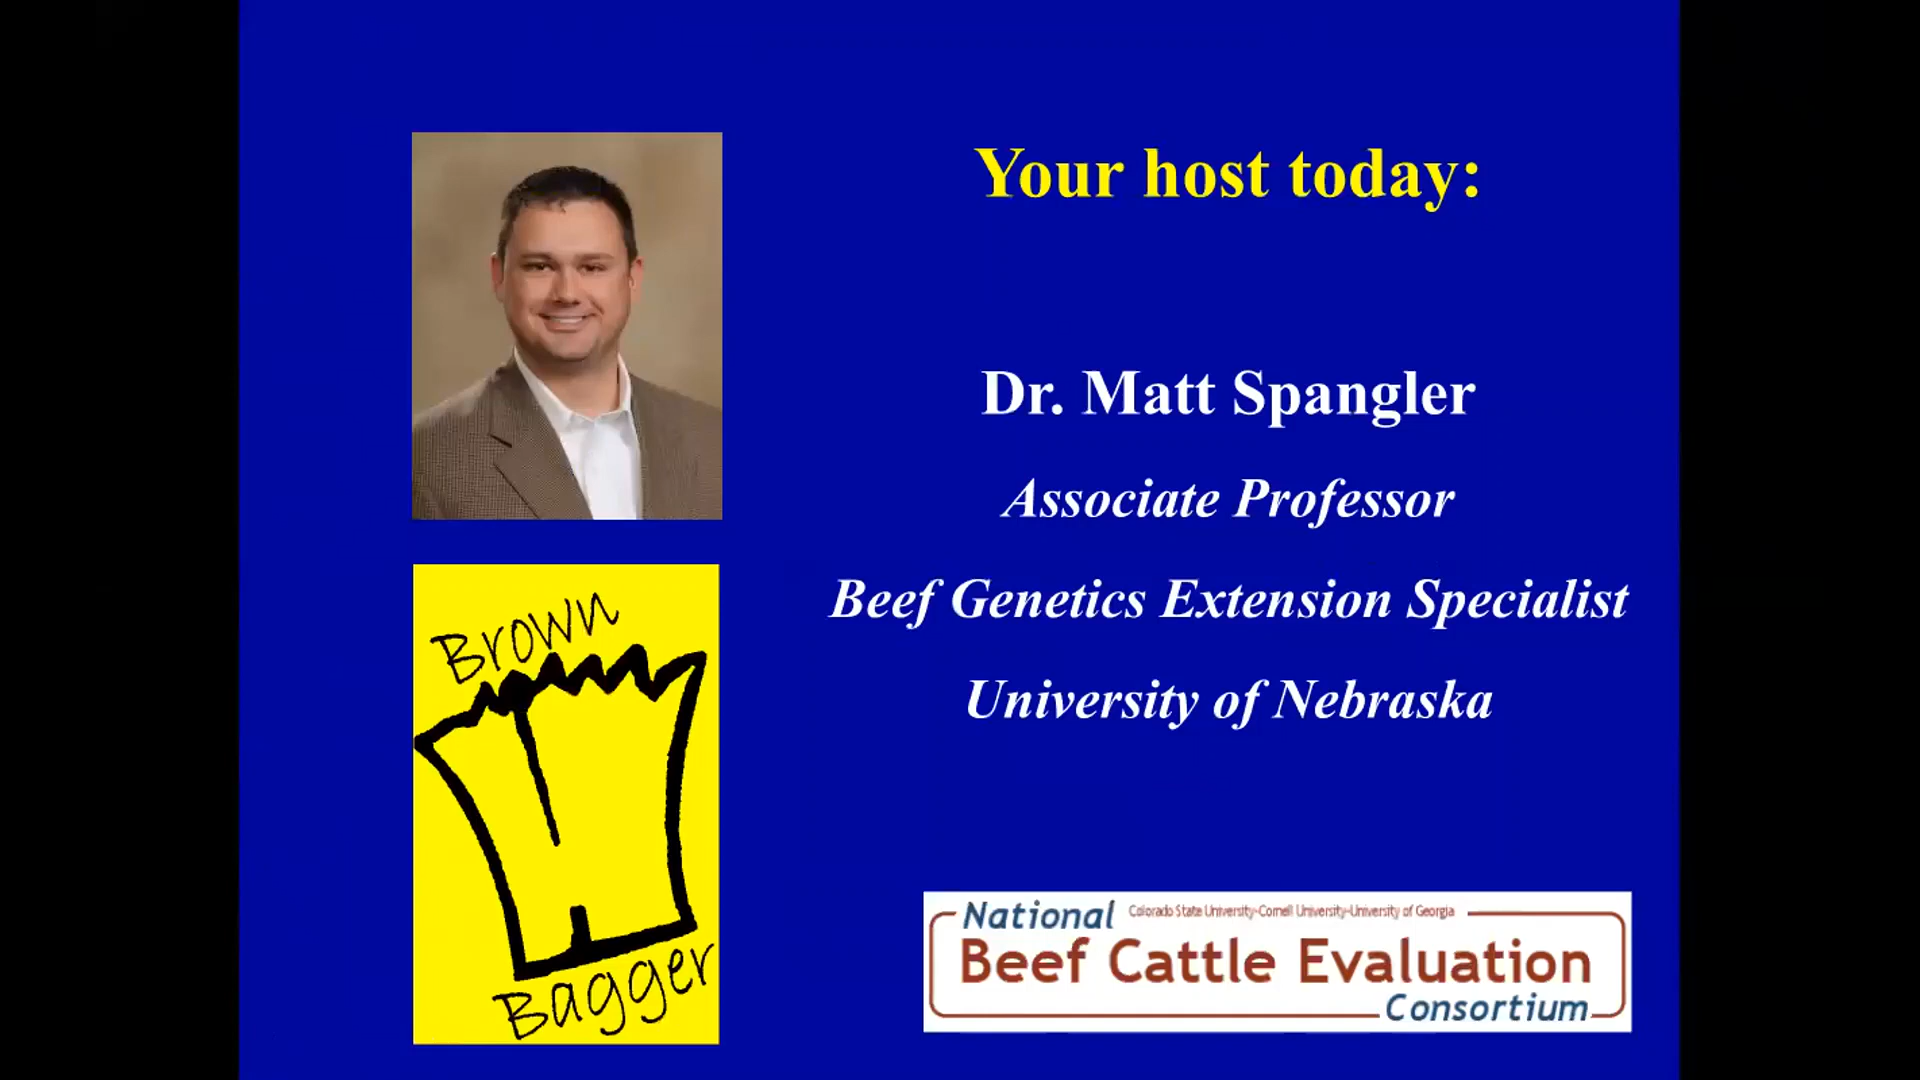 Your host today:
Dr. Matt Spangler
Associate Professor
Beef Genetics Extension Specialist
University of Nebraska
Brown
Bagger
National Colorado State University-Cornell University-University of Georgia
Beef Cattle Evaluation
Consortium